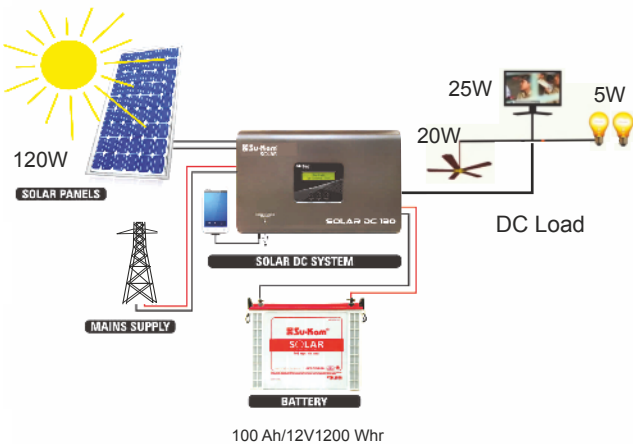 25W
5W
20W
120W
Su-Kam
SOLAR
SOLAR PANELS
SOLAR DC 120
DC Load
SOLAR DC SYSTEM
MAINS SUPPLY
Su-Kam
SOLAR
BATTERY
100 Ah/12V1200 Whr